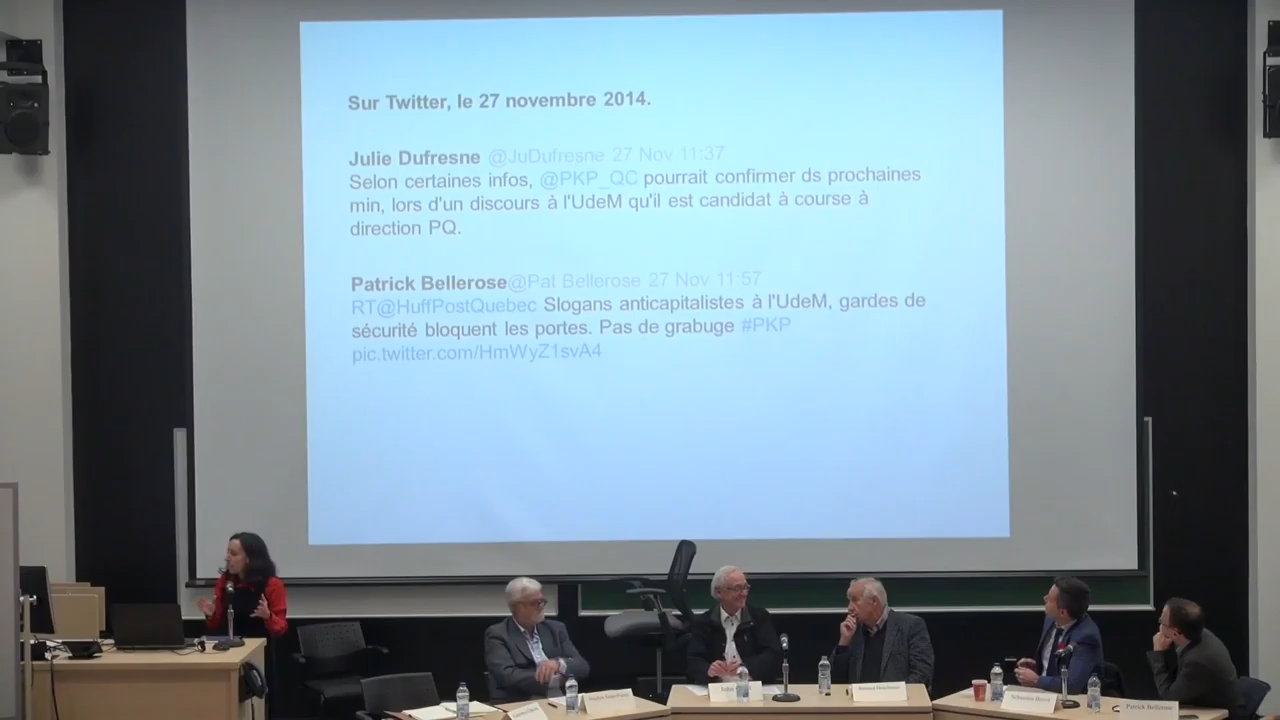 Sur Twitter, le 27 novembre 2014.
Julie Dufresne @JuDufresne 27 Nov 11:37
Selon certaines infos, @PKP_QC pourrait confirmer ds prochaines
min, lors d'un discours à l'UdeM qu'il est candidat à course à
direction PQ.
Patrick Bellerose@Pat Bellerose 27 Nov 11:57
RT@HuffPostQuebec Slogans anticapitalistes à l'UdeM, gardes de
sécurité bloquent les portes. Pas de grabuge #PKP
pic.twitter.com/HmWyZ1svA4
John
Patrick Bellerose